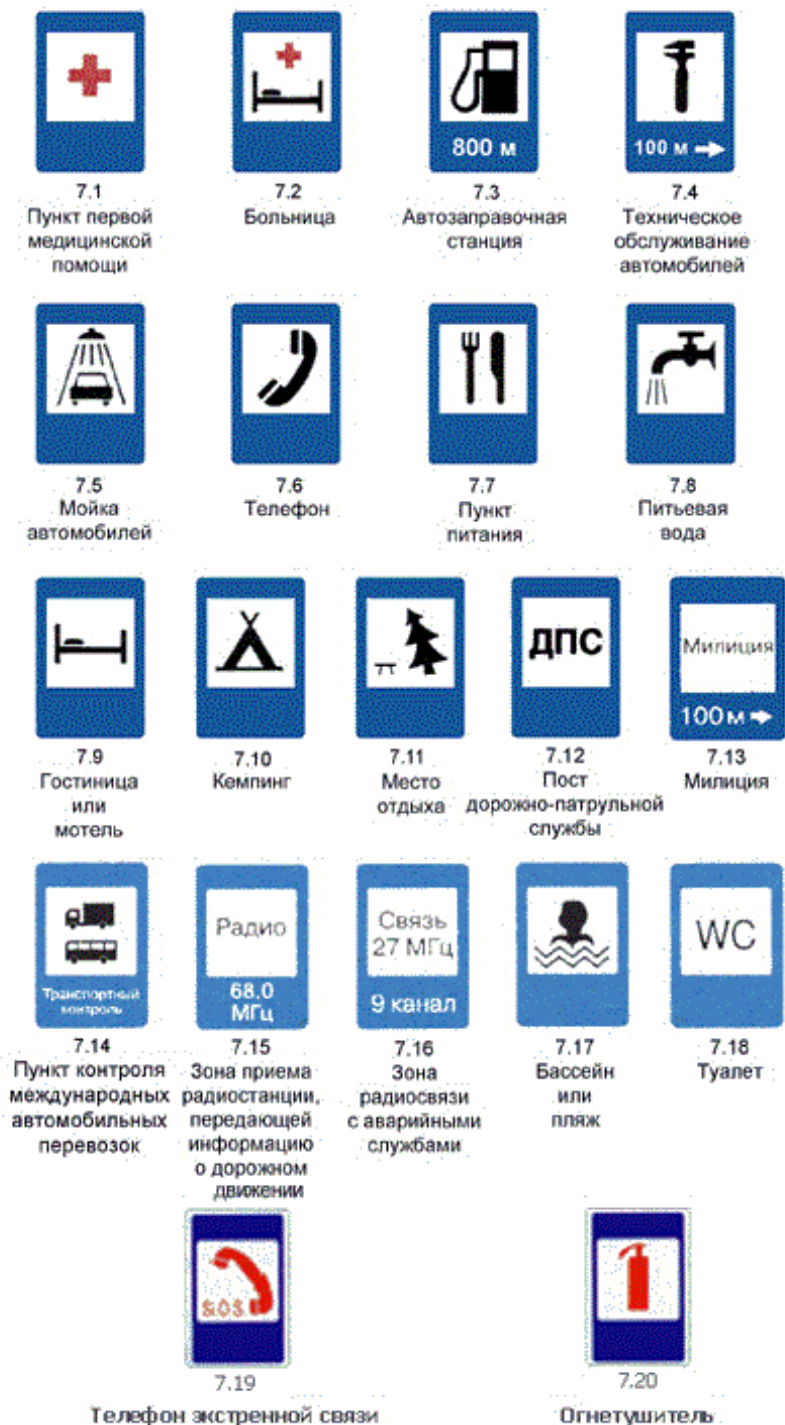 800 м
100 м
7.1
7.2
7.3
7.4
Пункт первой
медицинской
помощи
Больница
Автозаправочная
станция
Техническое
обслуживание
автомобилей
7.5
7.6
7.7
7.8
Мойка
автомобилей
Телефон
Пункт
питания
Питьевая
вода
ДПС
Милиция
100 м
7.9
7.10
7.11
7.12
7.13
Гостиница
или
мотель
Кемпинг
Место
отдыха
Пост
дорожно-патрульной
службы
Милиция
Транспортный
контроль
Радио
68.0
МГц
Связь
27 МГц
9 канал
WC
7.14
7.15
7.16
7.17
7.18
Пункт контроля
международных
автомобильных
перевозок
Зона приема
радиостанции,
передающей
информацию
о дорожном
движении
Зона
радиосвязи
с аварийными
службами
Бассейн
или
пляж
Туалет
SOS
7.19
7.20
Телефон экстренной связи
Огнетушитель